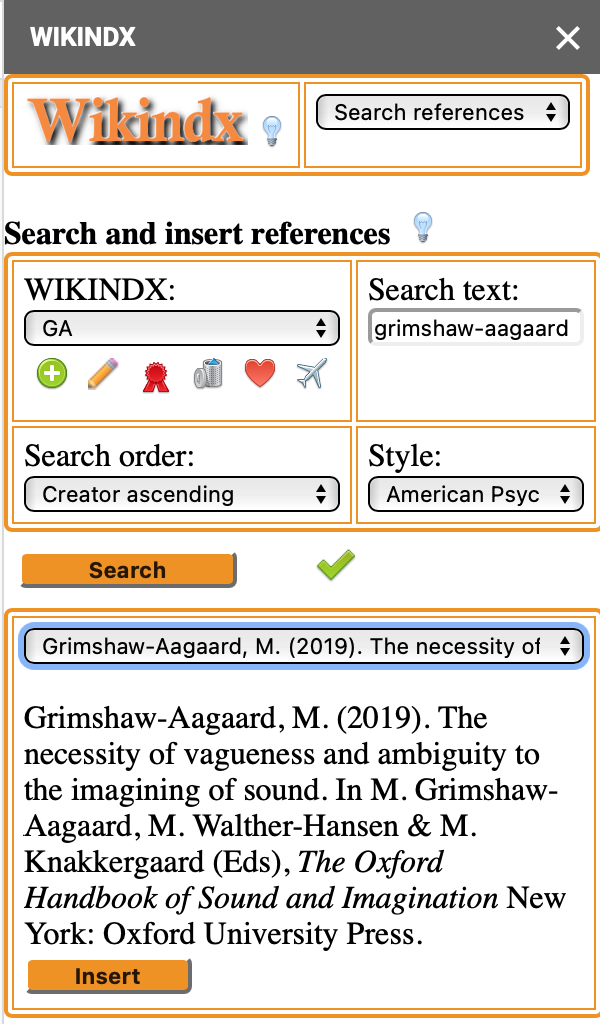 WIKINDX
Wikindx
Search references
Search and insert references
WIKINDX:
GA
Search text:
grimshaw-aagaard
Search order:
Creator ascending
Style:
American Psyc
Search
Grimshaw-Aagaard, M. (2019). The necessity of
Grimshaw-Aagaard, M. (2019). The
necessity of vagueness and ambiguity to
the imagining of sound. In M. Grimshaw-
Aagaard, M. Walther-Hansen & M.
Knakkergaard (Eds), The Oxford
Handbook of Sound and Imagination New
York: Oxford University Press.
Insert